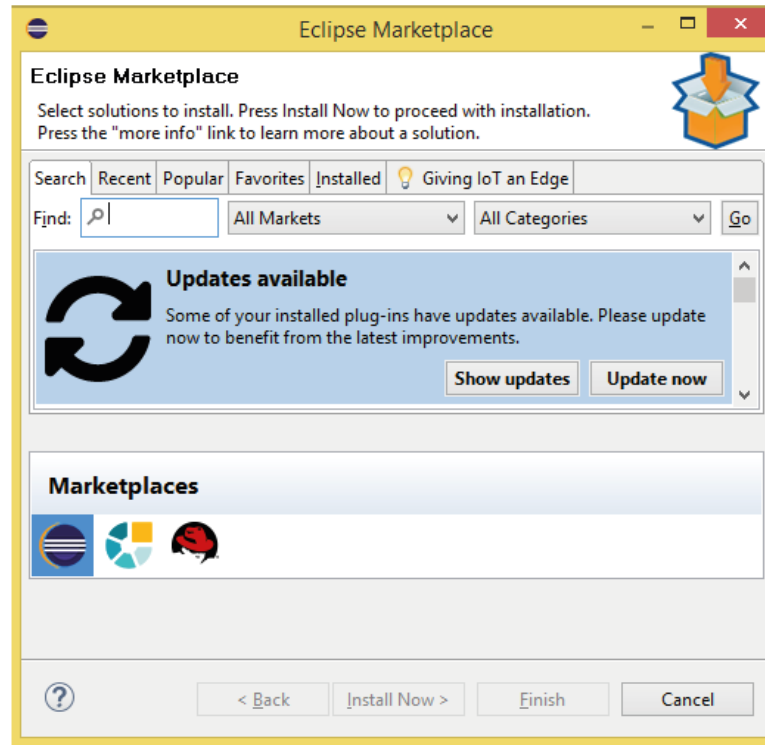 Eclipse Marketplace
Eclipse Marketplace
Select solutions to install. Press Install Now to proceed with installation.
Press the "more info" link to learn more about a solution.
Search Recent Popular Favorites Installed Giving IoT an Edge
Find: All Markets All Categories Go
Updates available
Some of your installed plug-ins have updates available. Please update
now to benefit from the latest improvements.
Show updates Update now
Marketplaces
? < Back Install Now > Finish Cancel